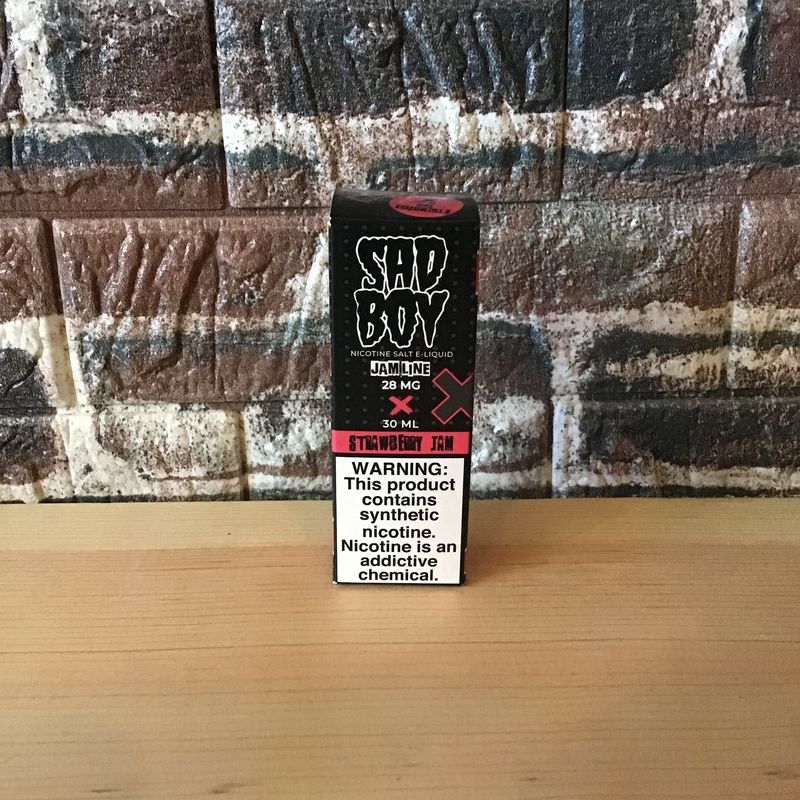 SAD
BOY
NICOTINE SALT E-LIQUID
JAM LINE
28 MG
30 ML
STRAWBERRY JAM
WARNING:
This product
contains
synthetic
nicotine.
Nicotine is an
addictive
chemical.